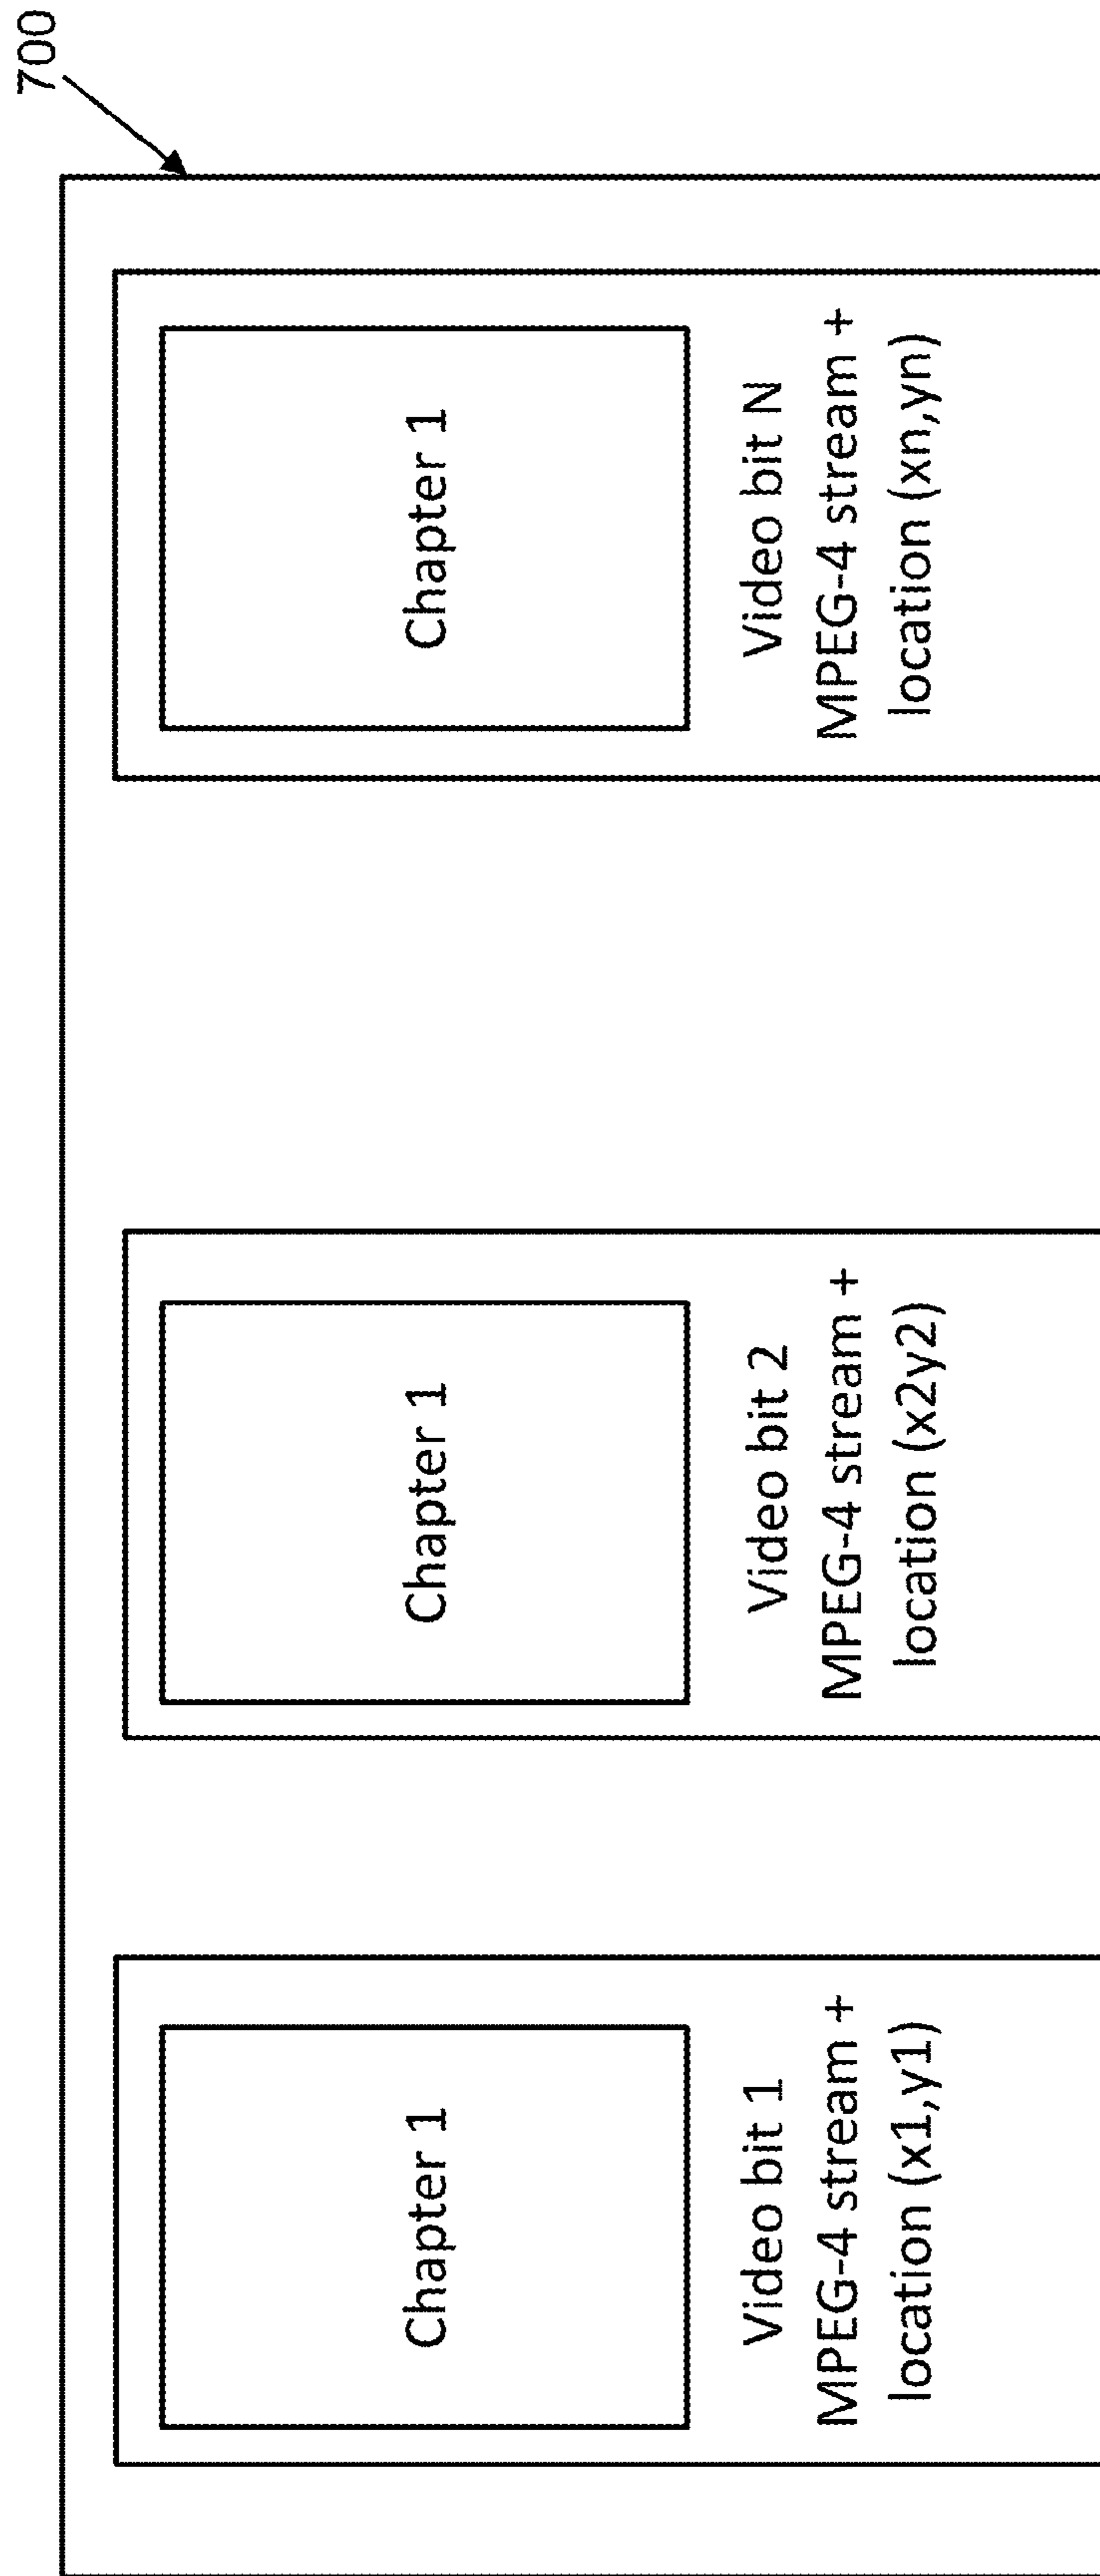 700
Chapter 1
Video bit 1
MPEG-4 stream +
location (x1,y1)
Chapter 1
Video bit 2
MPEG-4 stream +
location (x2y2)
Chapter 1
Video bit N
MPEG-4 stream +
location (xn,yn)